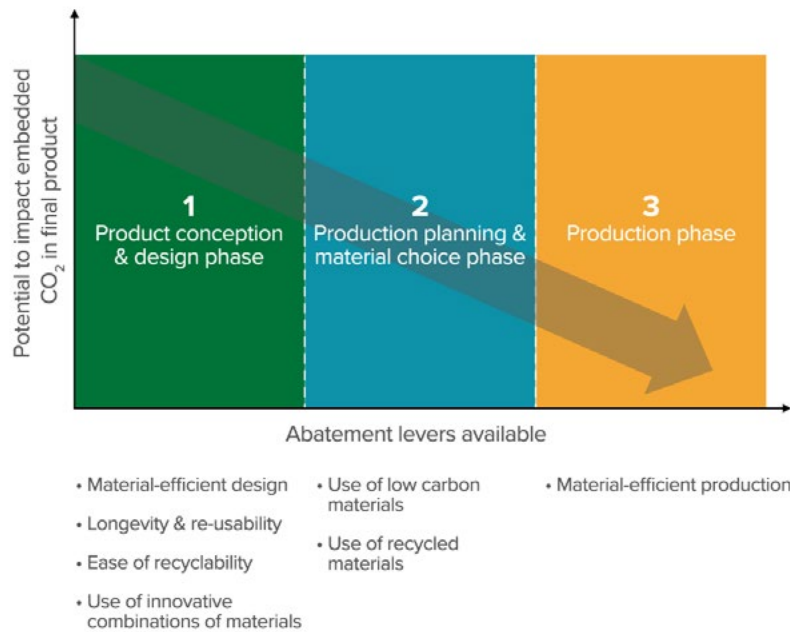 Potential to impact embedded
CO₂ in final product
1
Product conception
& design phase
2
Production planning &
material choice phase
3
Production phase
Abatement levers available
• Material-efficient design
• Longevity & re-usability
• Ease of recyclability
• Use of innovative
combinations of materials
• Use of low carbon
materials
• Use of recycled
materials
• Material-efficient production